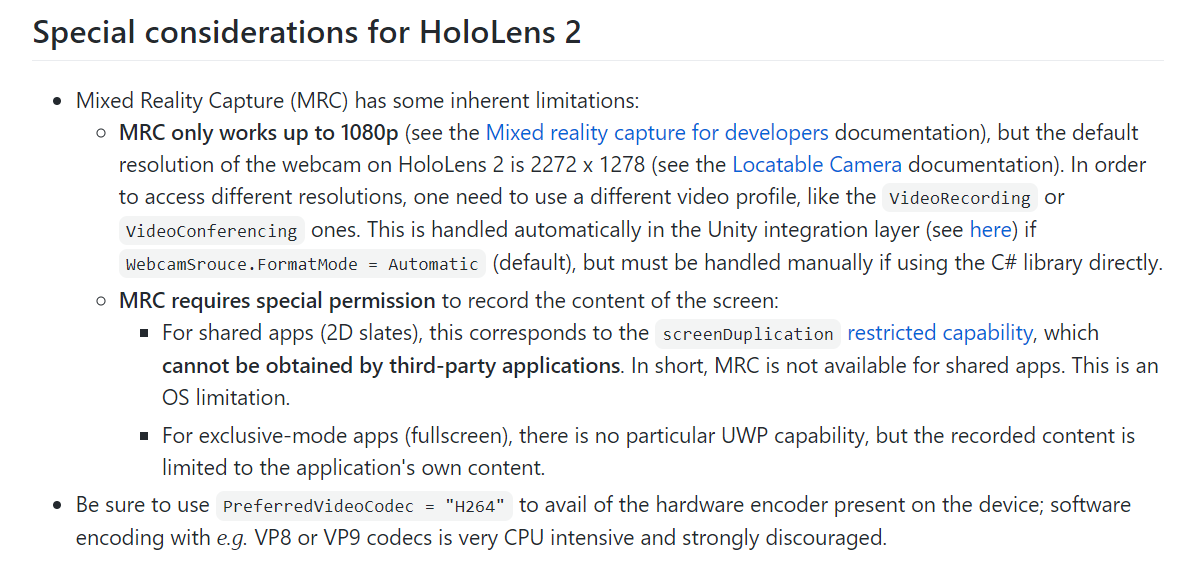 Special considerations for HoloLens 2
• Mixed Reality Capture (MRC) has some inherent limitations:
○ MRC only works up to 1080p (see the Mixed reality capture for developers documentation), but the default
resolution of the webcam on HoloLens 2 is 2272 x 1278 (see the Locatable Camera documentation). In order
to access different resolutions, one need to use a different video profile, like the VideoRecording or
VideoConferencing ones. This is handled automatically in the Unity integration layer (see here) if
WebcamSrouce.FormatMode = Automatic (default), but must be handled manually if using the C# library directly.
○ MRC requires special permission to record the content of the screen:
▪ For shared apps (2D slates), this corresponds to the screenDuplication restricted capability, which
cannot be obtained by third-party applications. In short, MRC is not available for shared apps. This is an
OS limitation.
▪ For exclusive-mode apps (fullscreen), there is no particular UWP capability, but the recorded content is
limited to the application's own content.
• Be sure to use PreferredVideoCodec = "H264" to avail of the hardware encoder present on the device; software
encoding with e.g. VP8 or VP9 codecs is very CPU intensive and strongly discouraged.